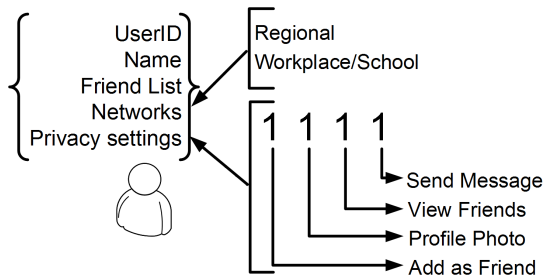 UserID
Name
Friend List
Networks
Privacy settings
Regional
Workplace/School
1 1 1 1
Send Message
View Friends
Profile Photo
Add as Friend